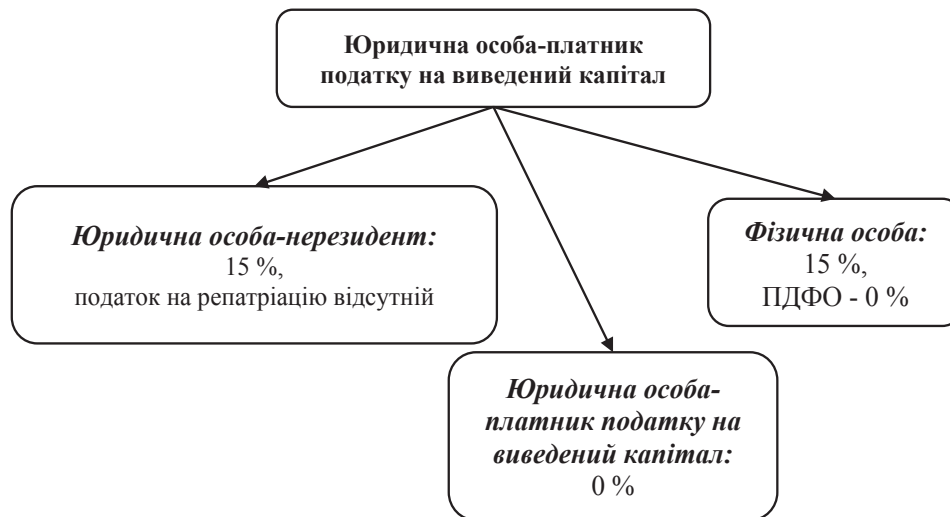 Юридична особа-платник
податку на виведений капітал
Юридична особа-нерезидент:
15 %,
податок на репатріацію відсутній
Фізична особа:
15 %,
ПДФО - 0 %
Юридична особа-
платник податку на
виведений капітал:
0 %